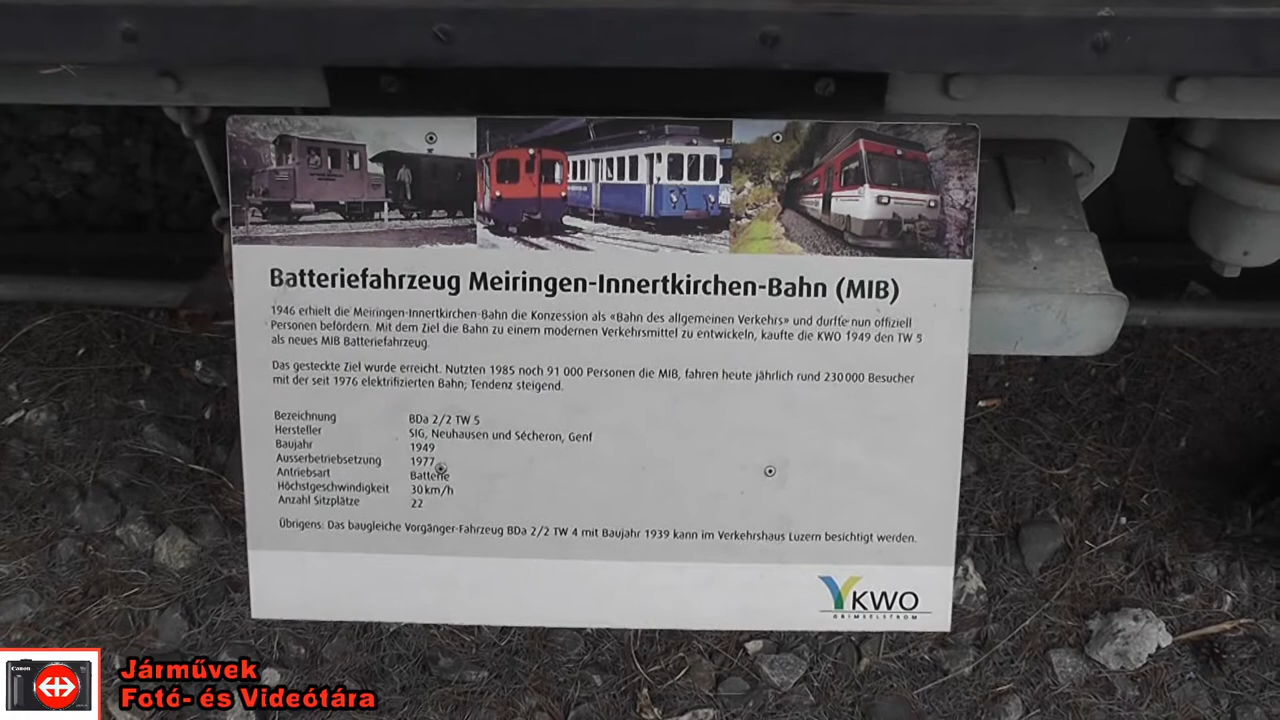 Batteriefahrzeug Meiringen-Innertkirchen-Bahn (MIB)
1946 erhielt die Meiringen-Innertkirchen-Bahn die Konzession als «Bahn des allgemeinen Verkehrs» und durfte nun offiziell
Personen befördern. Mit dem Ziel die Bahn zu einem modernen Verkehrsmittel zu entwickeln, kaufte die KWO 1949 den TW 5
als neues MIB Batteriefahrzeug.
Das gesteckte Ziel wurde erreicht. Nutzten 1985 noch 91 000 Personen die MIB, fahren heute jährlich rund 230 000 Besucher
mit der seit 1976 elektrifizierten Bahn; Tendenz steigend.
Bezeichnung BDa 2/2 TW 5
Hersteller SIG, Neuhausen und Sécheron, Genf
Baujahr 1949
Ausserbetriebsetzung 1977
Antriebsart Batterie
Höchstgeschwindigkeit 30 km/h
Anzahl Sitzplätze 22
Übrigens: Das baugleiche Vorgänger-Fahrzeug BDa 2/2 TW 4 mit Baujahr 1939 kann im Verkehrshaus Luzern besichtigt werden.
KWO
GRIMSELSTROM
Canon
Járművek
Fotó- és Videótára